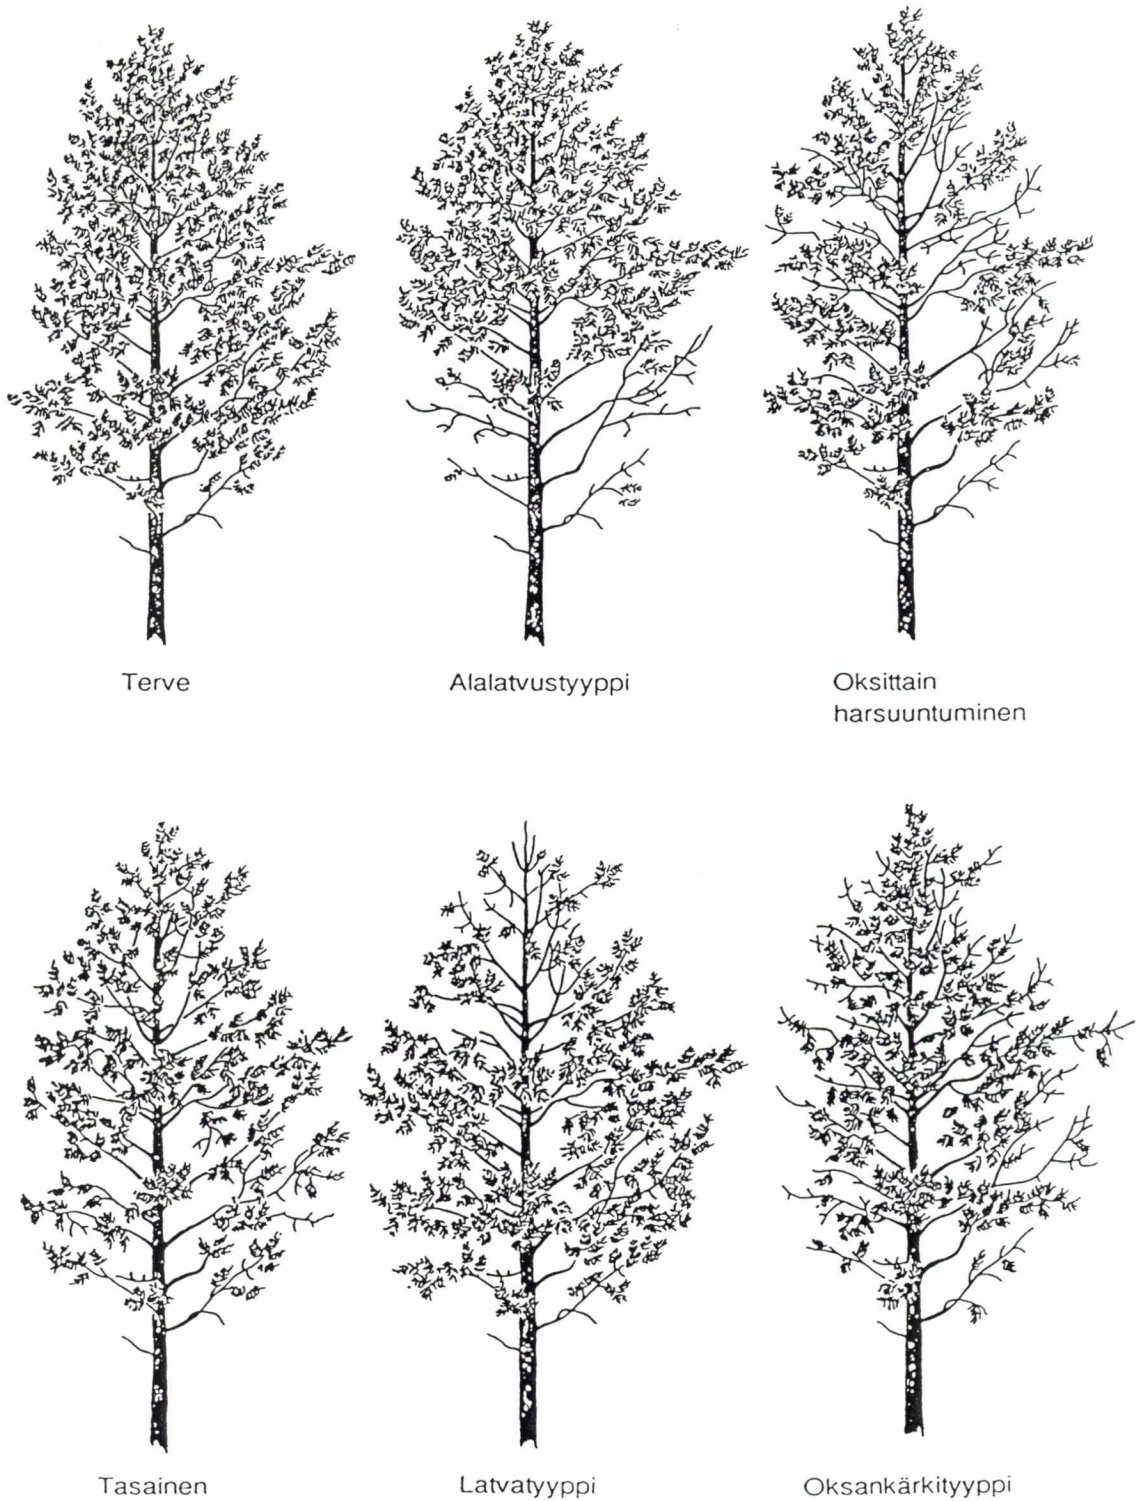 Terve
Alalatvustyyppi
Oksittain
harsuuntuminen
Tasainen
Latvatyyppi
Oksankärkityyppi